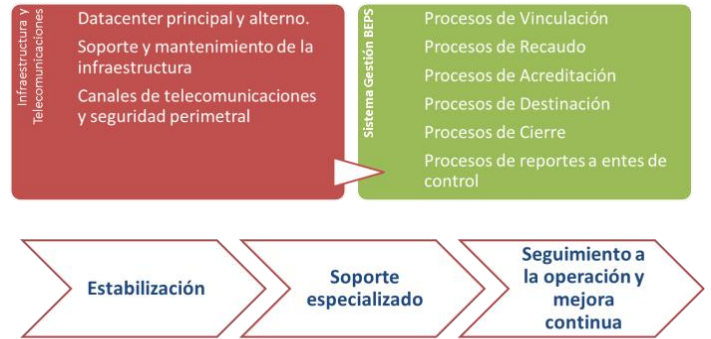 Infraestructura y
Telecomunicaciones
Datacenter principal y alterno.
Soporte y mantenimiento de la
infraestructura
Canales de telecomunicaciones
y seguridad perimetral
Sistema Gestión BEPS
Procesos de Vinculación
Procesos de Recaudo
Procesos de Acreditación
Procesos de Destinación
Procesos de Cierre
Procesos de reportes a entes de
control
Estabilización
Soporte
especializado
Seguimiento a
la operación y
mejora
continua